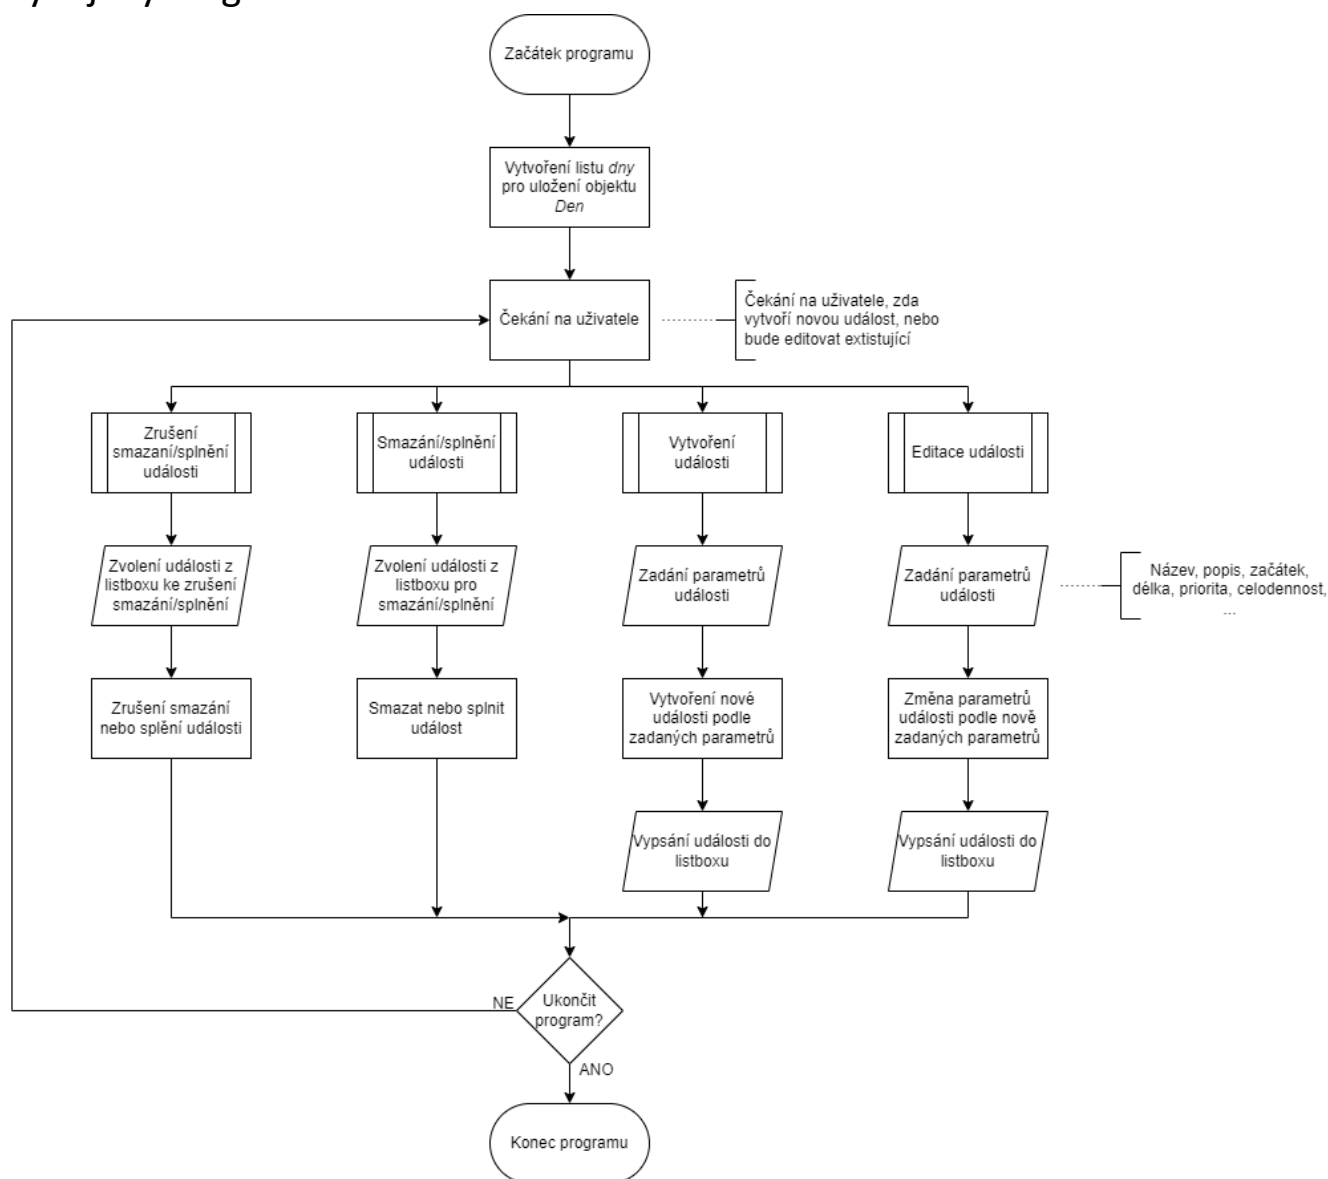 Začátek programu
Vytvoření listu dny
pro uložení objektu
Den
Čekání na uživatele
Čekání na uživatele, zda
vytvoří novou událost, nebo
bude editovat extistující
Zrušení
smazaní/splnění
události
Smazání/splnění
události
Vytvoření
události
Editace události
Zvolení události z
listboxu ke zrušení
smazání/splnění
Zvolení události z
listboxu pro
smazání/splnění
Zadání parametrů
události
Zadání parametrů
události
Název, popis, začátek,
délka, priorita, celodennost,
...
Zrušení smazání
nebo splění události
Smazat nebo splnit
událost
Vytvoření nové
události podle
zadaných parametrů
Změna parametrů
události podle nově
zadaných parametrů
Vypsání události do
listboxu
Vypsání události do
listboxu
Ukončit
program?
NE
ANO
Konec programu